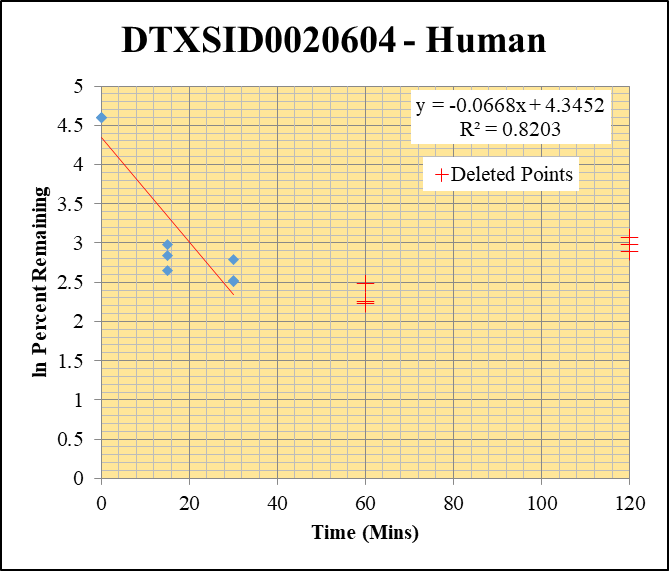 DTXSID0020604 - Human
y = -0.0668x + 4.3452
R² = 0.8203
Deleted Points
ln Percent Remaining
5
4.5
4
3.5
3
2.5
2
1.5
1
0.5
0
0 20 40 60 80 100 120
Time (Mins)